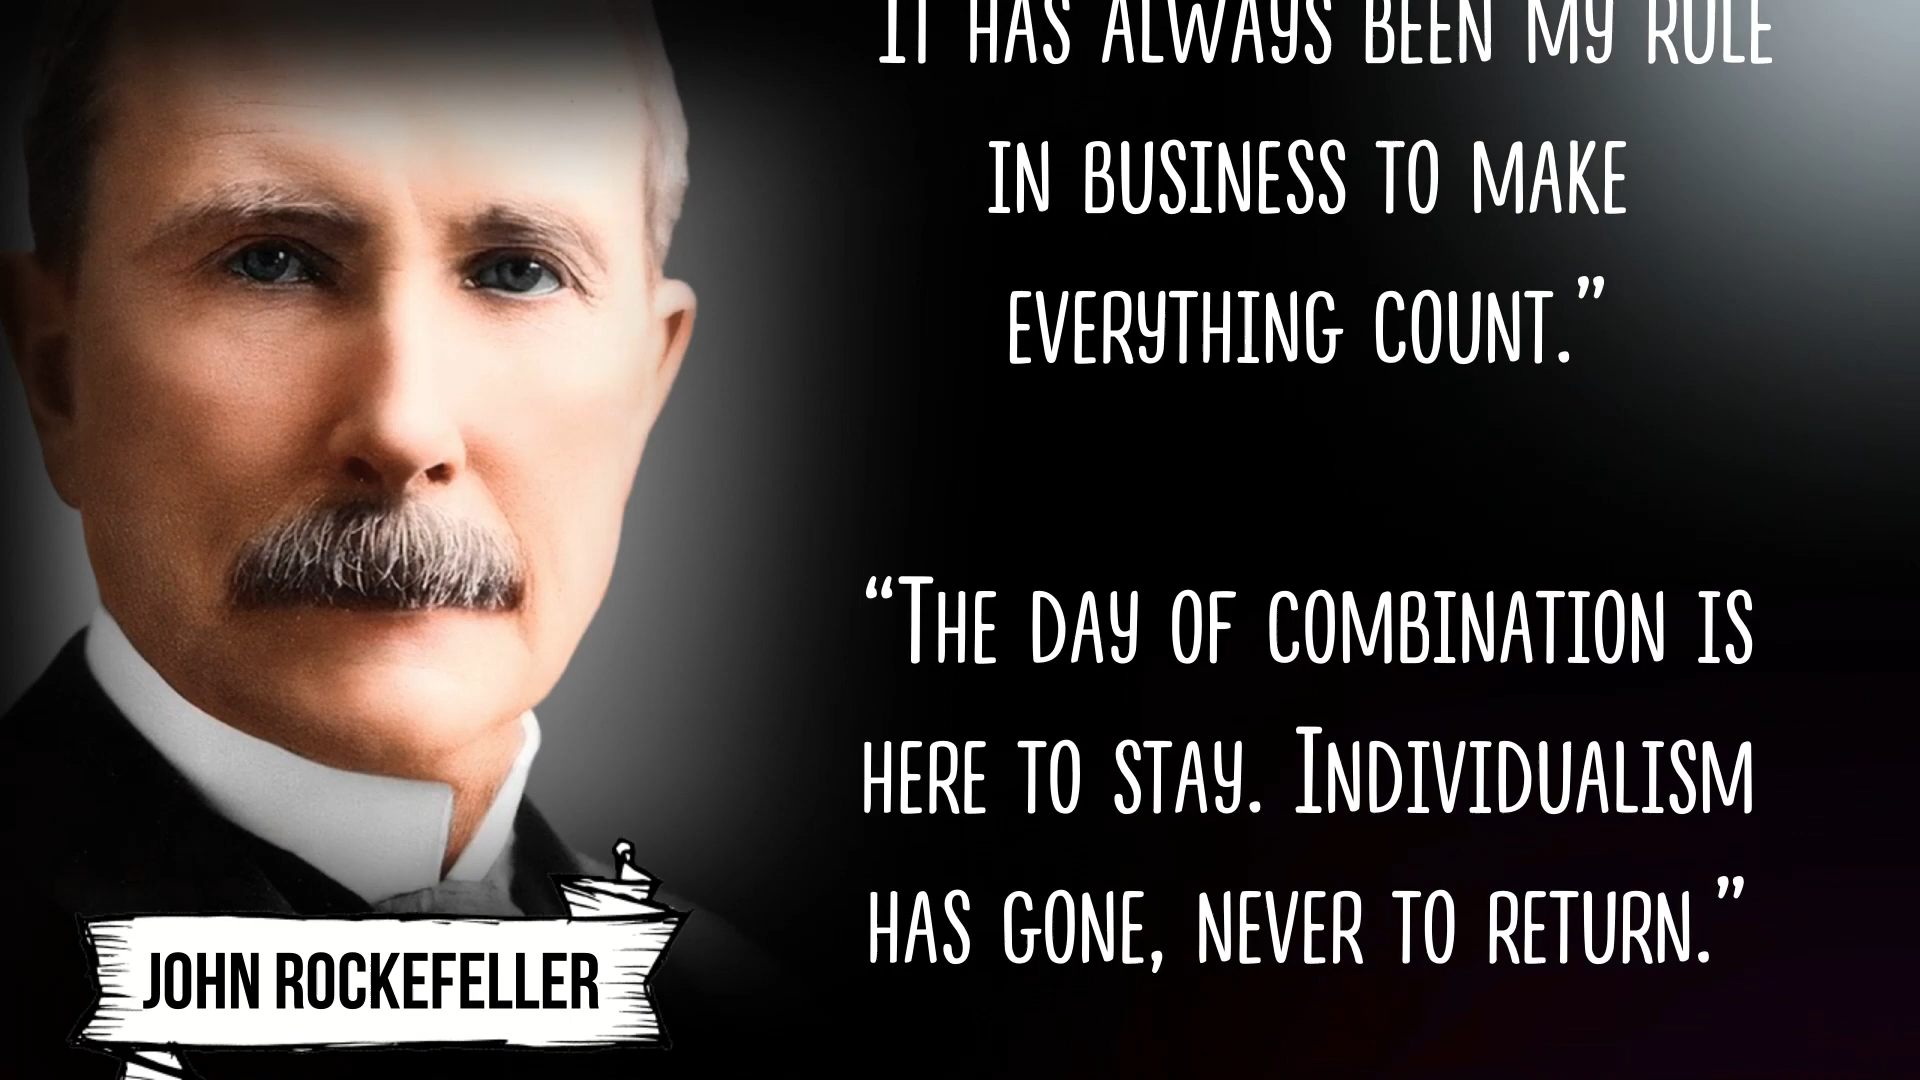 It has always been my rule
in business to make
everything count.”
“The day of combination is
here to stay. Individualism
has gone, never to return.”
JOHN ROCKEFELLER